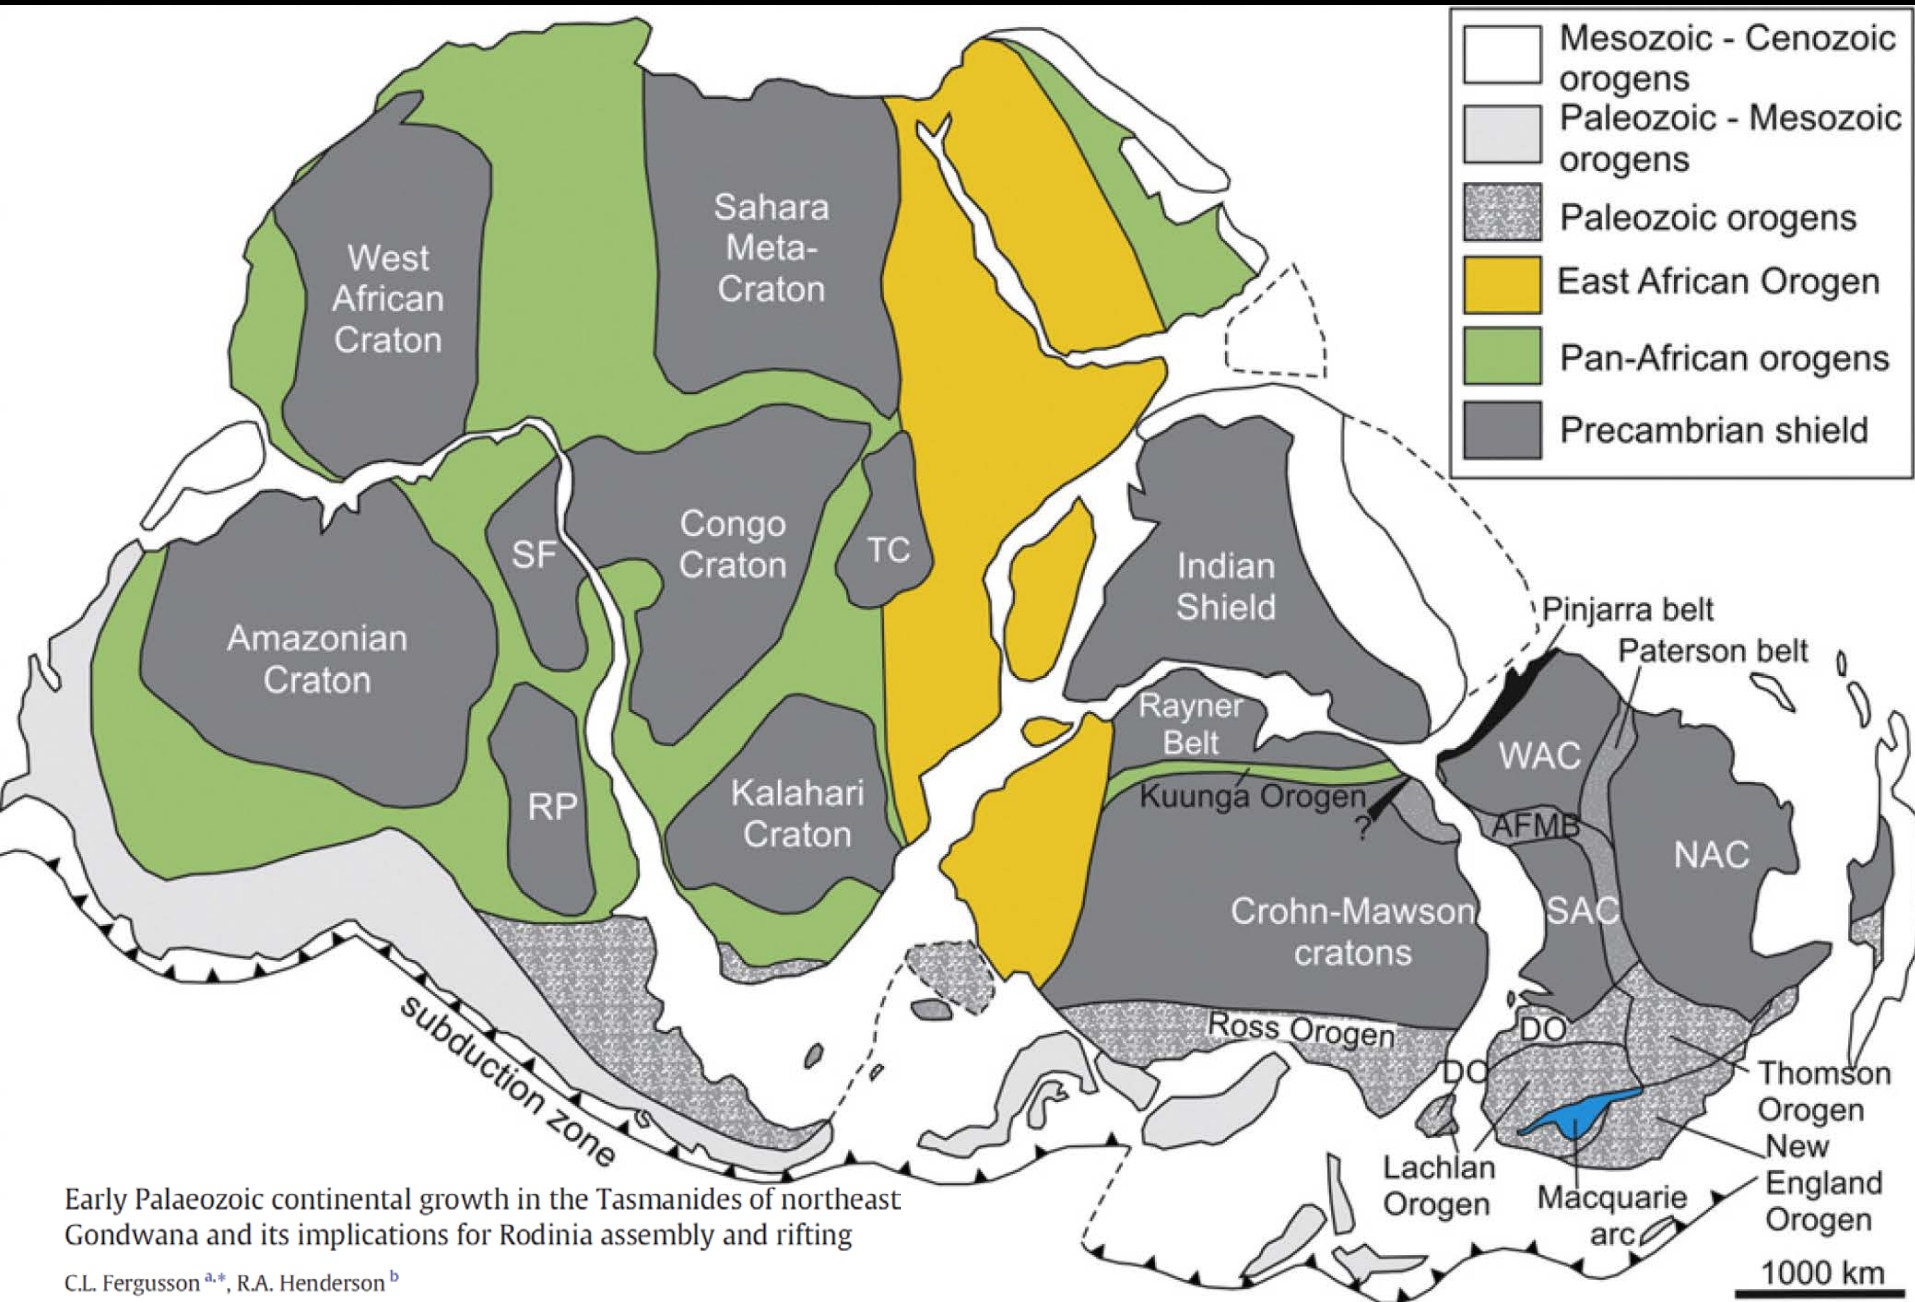 Mesozoic - Cenozoic
orogens
Paleozoic - Mesozoic
orogens
Paleozoic orogens
East African Orogen
Pan-African orogens
Precambrian shield
West
African
Craton
Sahara
Meta-
Craton
Amazonian
Craton
SF
Congo
Craton
TC
RP
Kalahari
Craton
Indian
Shield
Rayner
Belt
Kuunga Orogen
?
Crohn-Mawson
cratons
Ross Orogen
Pinjarra belt
Paterson belt
WAC
AFMB
NAC
SAC
DO
DO
Thomson
Orogen
New
England
Orogen
Lachlan
Orogen
Macquarie
arc
subduction zone
1000 km
Early Palaeozoic continental growth in the Tasmanides of northeast
Gondwana and its implications for Rodinia assembly and rifting
C.L. Fergusson a,*, R.A. Henderson b